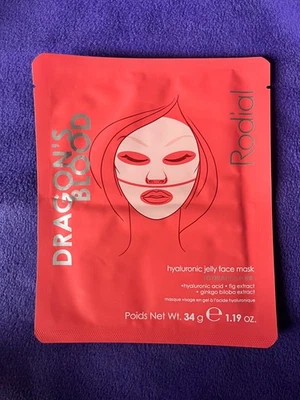 DRAGON'S
BLOOD
Rodial
hyaluronic jelly face mask
+hyaluronic acid + fig extract
+ ginkgo biloba extract
masque visage en gel à l'acide hyaluronique
Poids Net Wt. 34 g ℮ 1.19 oz.